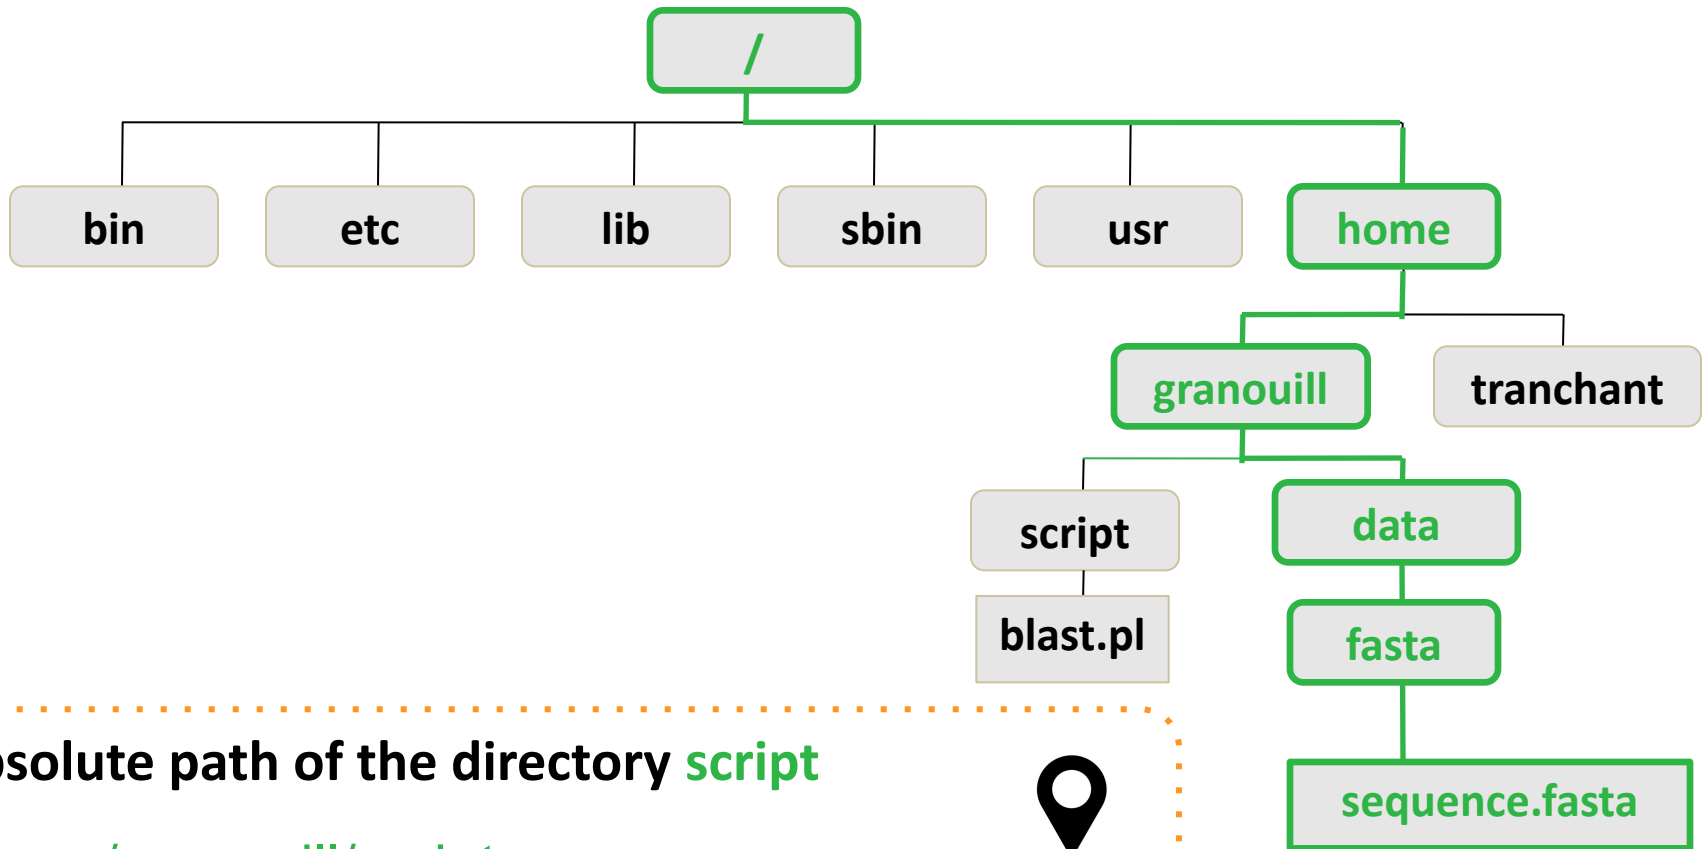 /
bin etc lib sbin usr home
granouill tranchant
script data
blast.pl fasta
path of the directory script
sequence.fasta